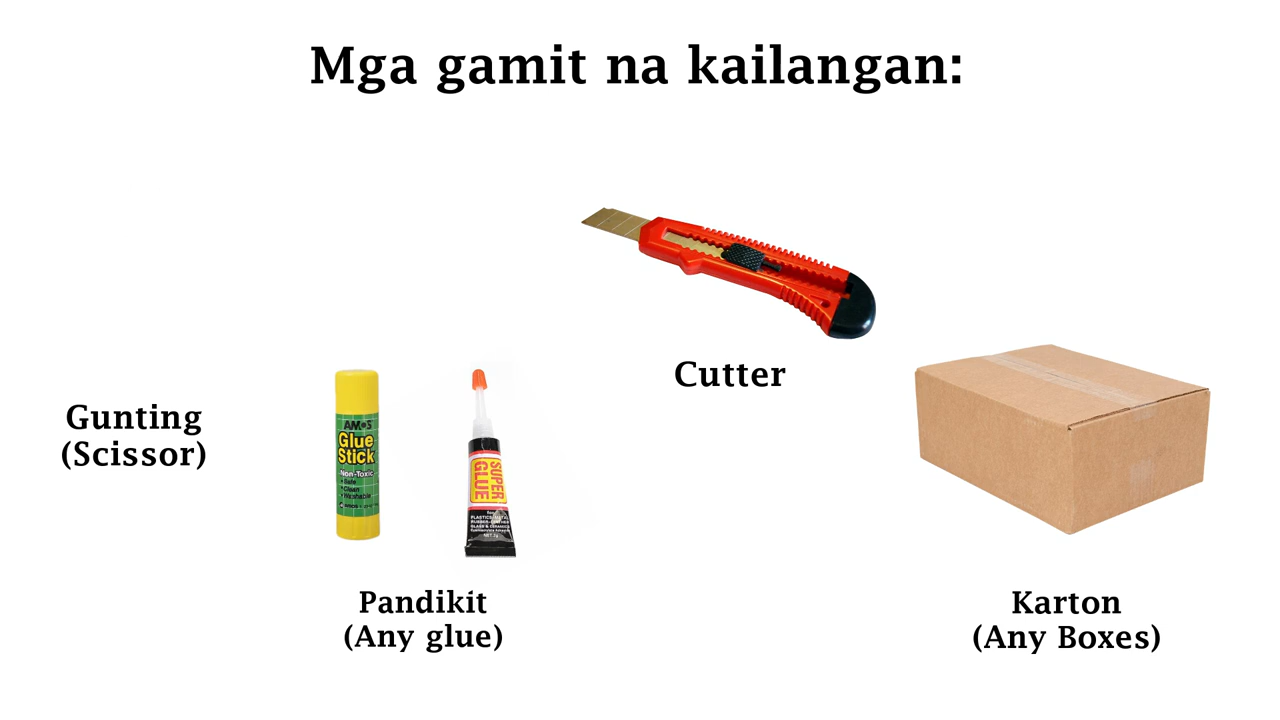 Mga gamit na kailangan:
Cutter
Gunting
(Scissor)
AMOS
Glue
Stick
Non-Toxic
• Safe
• Clean
• Washable
SUPER
GLUE
Pandikit
(Any glue)
Karton
(Any Boxes)